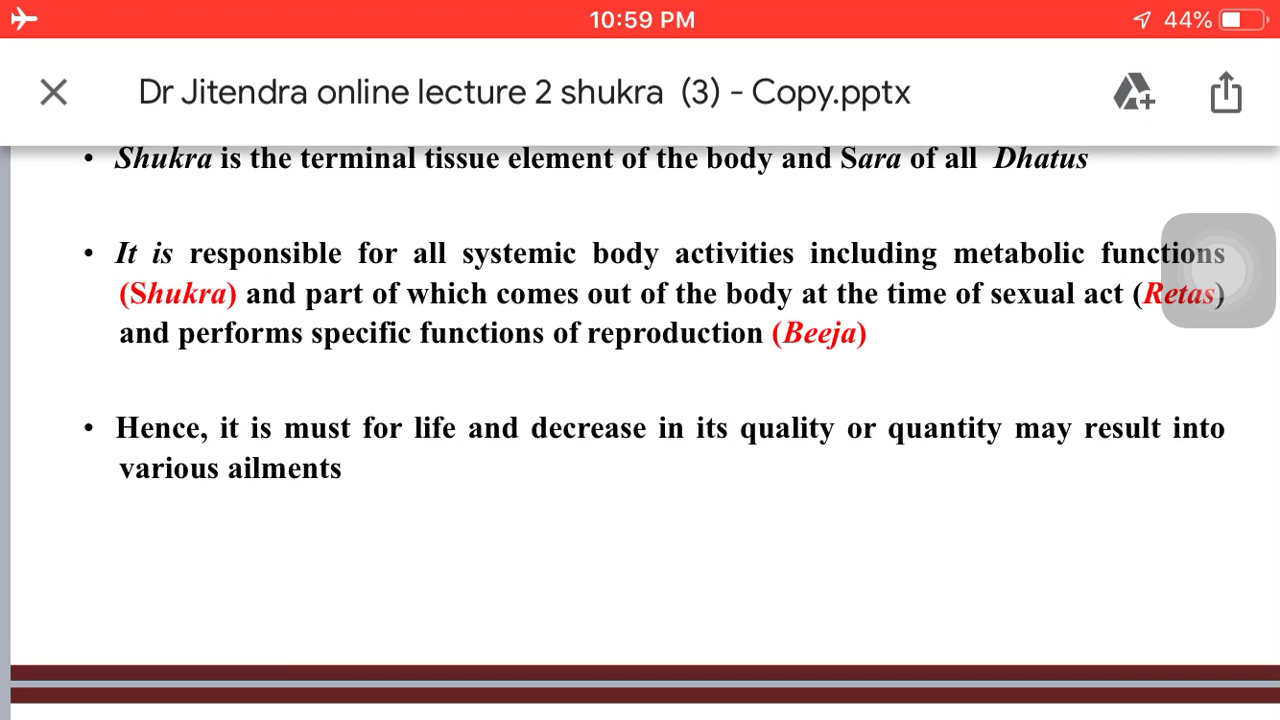 10:59 PM
44%
Dr Jitendra online lecture 2 shukra (3) - Copy.pptx
• Shukra is the terminal tissue element of the body and Sara of all Dhatus
• It is responsible for all systemic body activities including metabolic functions
(Shukra) and part of which comes out of the body at the time of sexual act (Retas)
and performs specific functions of reproduction (Beeja)
• Hence, it is must for life and decrease in its quality or quantity may result into
various ailments